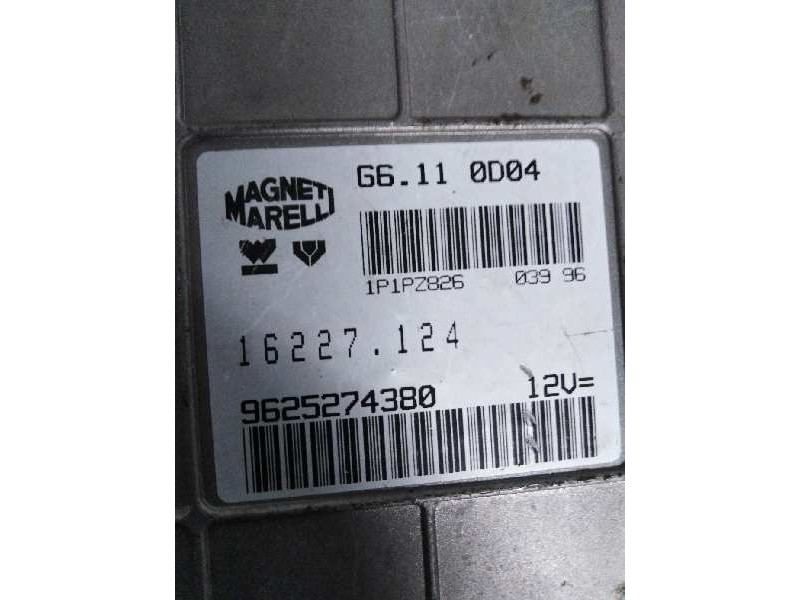 MAGNETI
MARELLI
G6.11 0D04
1P1PZ826 039 96
16227.124
9625274380 12V=